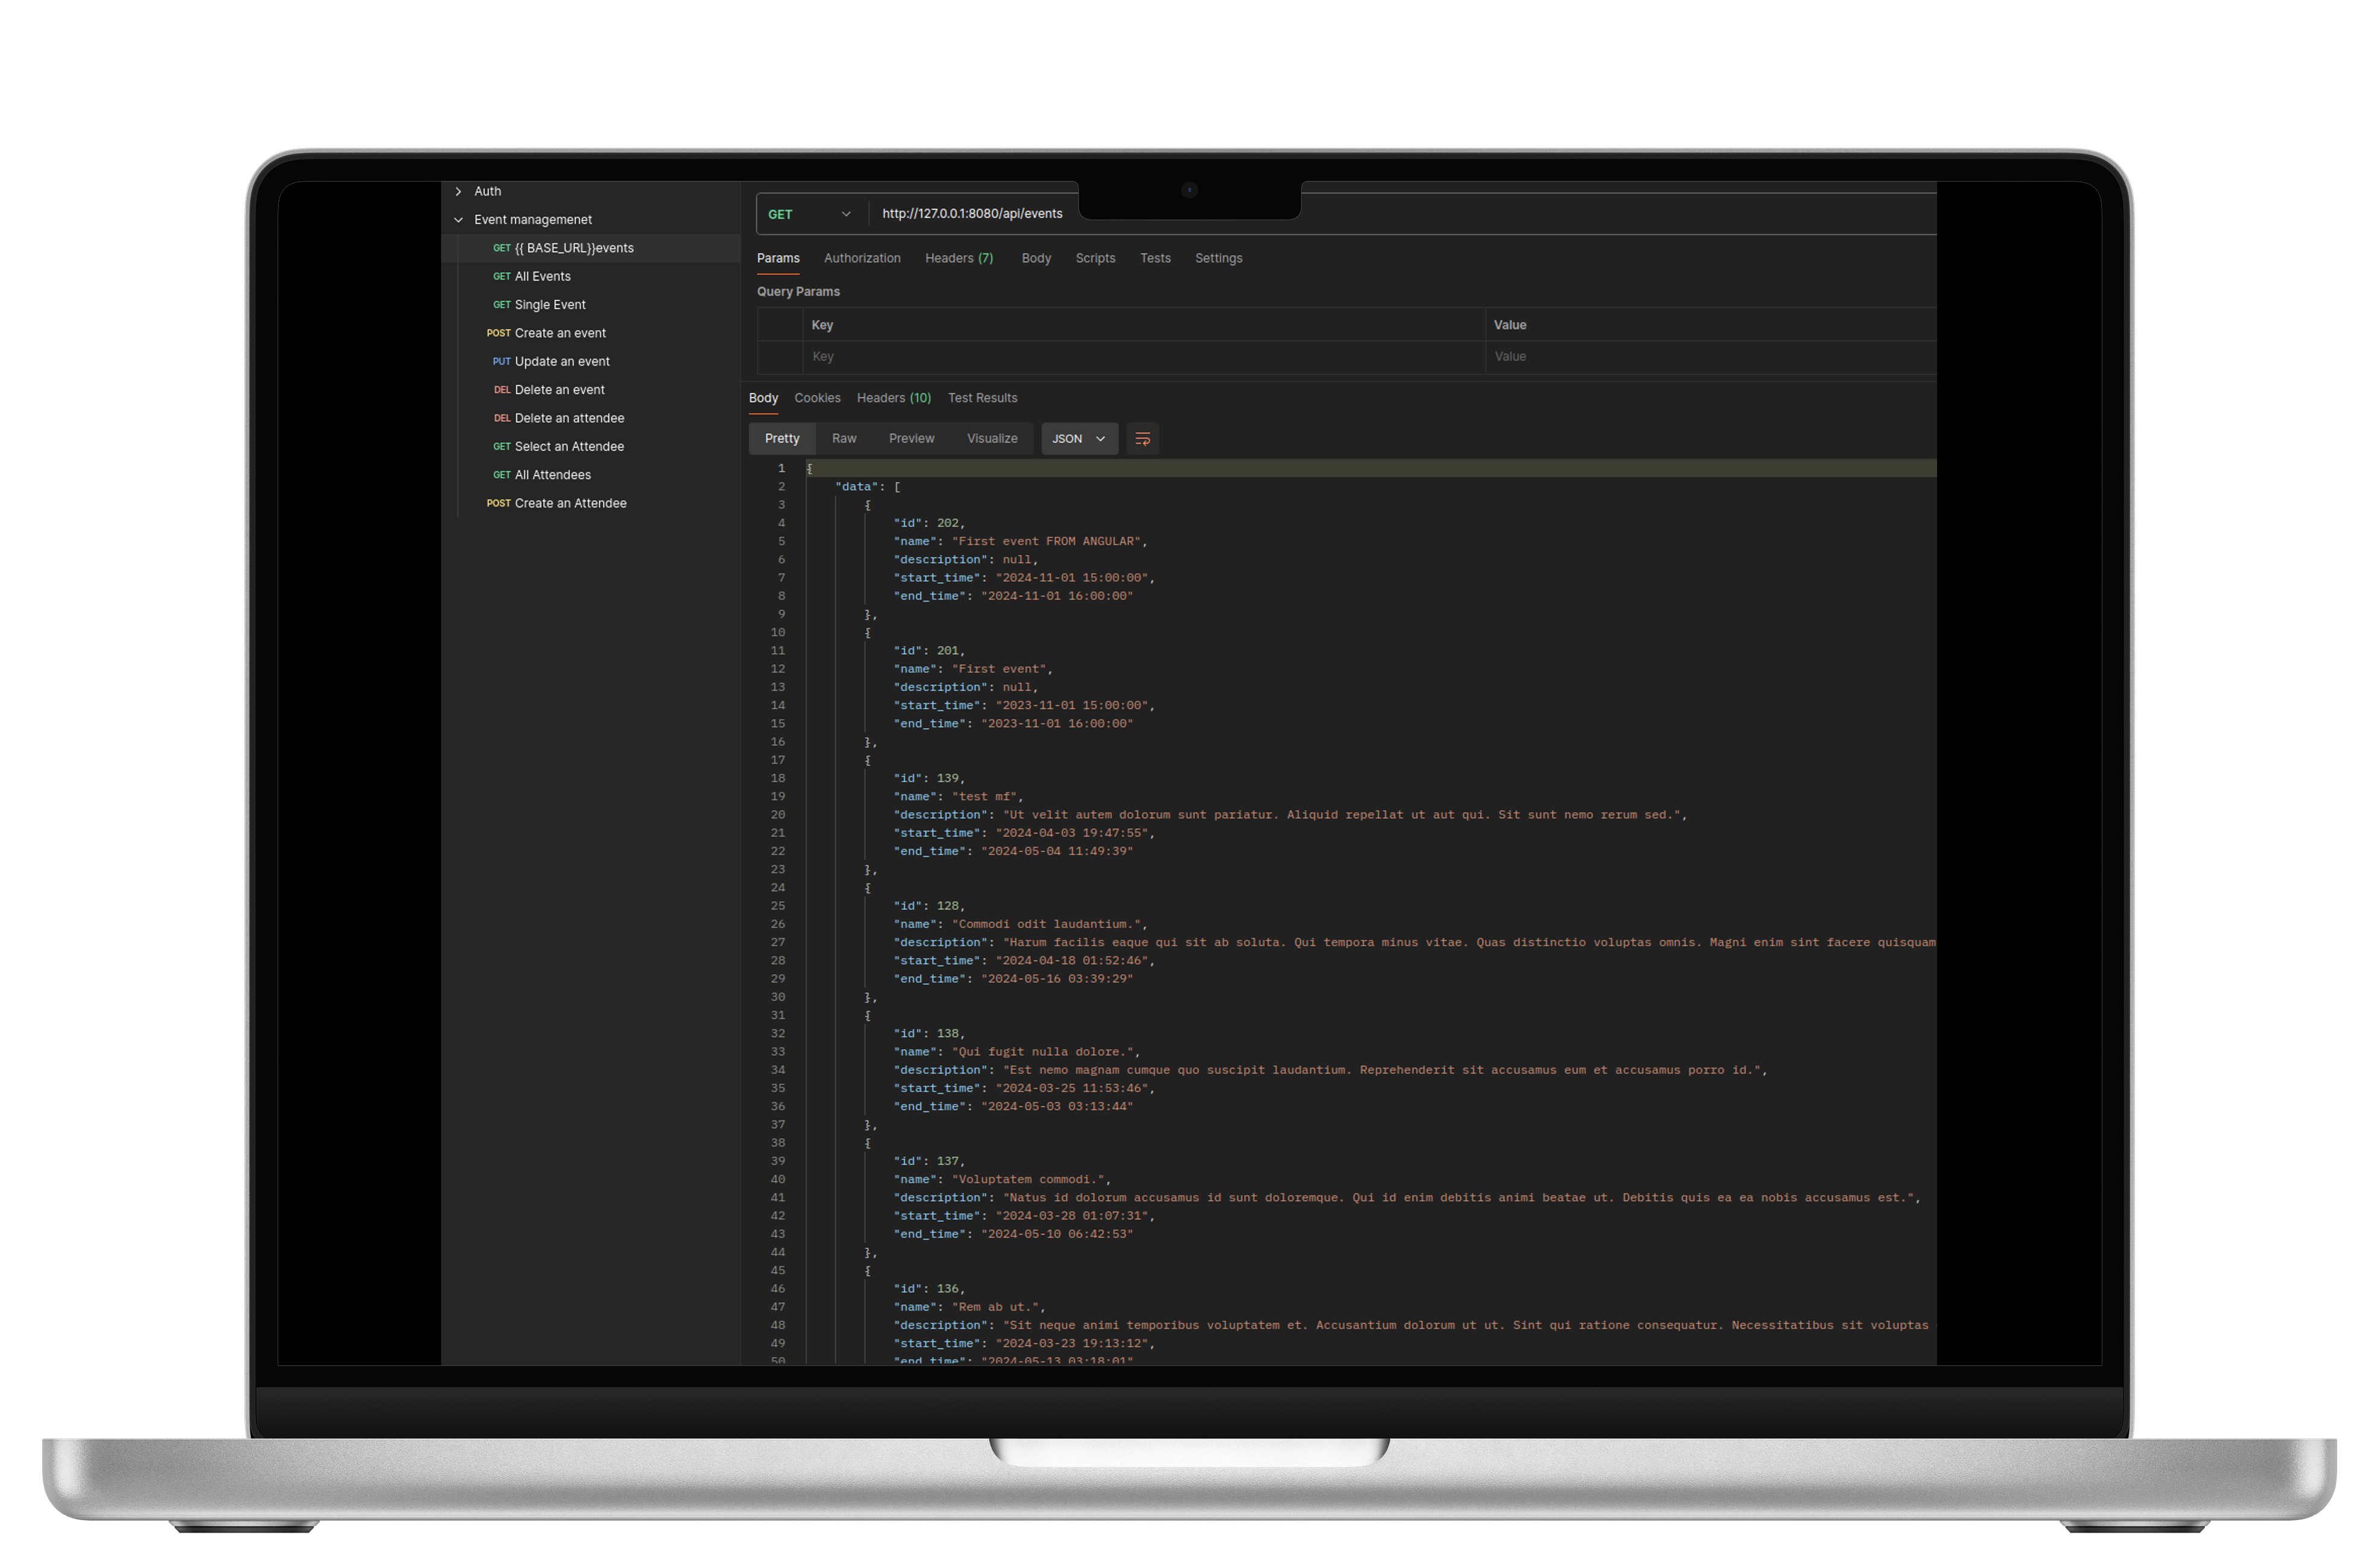 Auth
Event managemenet
GET {{ BASE_URL}}events
GET All Events
GET Single Event
POST Create an event
PUT Update an event
DEL Delete an event
DEL Delete an attendee
GET Select an Attendee
GET All Attendees
POST Create an Attendee
GET http://127.0.0.1:8080/api/events
Params Authorization Headers (7) Body Scripts Tests Settings
Query Params
Key Value
Key Value
Body Cookies Headers (10) Test Results
Pretty Raw Preview Visualize JSON
1 {
2 "data": [
3 {
4 "id": 202,
5 "name": "First event FROM ANGULAR",
6 "description": null,
7 "start_time": "2024-11-01 15:00:00",
8 "end_time": "2024-11-01 16:00:00"
9 },
10 {
11 "id": 201,
12 "name": "First event",
13 "description": null,
14 "start_time": "2023-11-01 15:00:00",
15 "end_time": "2023-11-01 16:00:00"
16 },
17 {
18 "id": 139,
19 "name": "test mf",
20 "description": "Ut velit autem dolorum sunt pariatur. Aliquid repellat ut aut qui. Sit sunt nemo rerum sed.",
21 "start_time": "2024-04-03 19:47:55",
22 "end_time": "2024-05-04 11:49:39"
23 },
24 {
25 "id": 128,
26 "name": "Commodi odit laudantium.",
27 "description": "Harum facilis eaque qui sit ab soluta. Qui tempora minus vitae. Quas distinctio voluptas omnis. Magni enim sint facere quisquam
28 "start_time": "2024-04-18 01:52:46",
29 "end_time": "2024-05-16 03:39:29"
30 },
31 {
32 "id": 138,
33 "name": "Qui fugit nulla dolore.",
34 "description": "Est nemo magnam cumque quo suscipit laudantium. Reprehenderit sit accusamus eum et accusamus porro id.",
35 "start_time": "2024-03-25 11:53:46",
36 "end_time": "2024-05-03 03:13:44"
37 },
38 {
39 "id": 137,
40 "name": "Voluptatem commodi.",
41 "description": "Natus id dolorum accusamus id sunt doloremque. Qui id enim debitis animi beatae ut. Debitis quis ea ea nobis accusamus est.",
42 "start_time": "2024-03-28 01:07:31",
43 "end_time": "2024-05-10 06:42:53"
44 },
45 {
46 "id": 136,
47 "name": "Rem ab ut.",
48 "description": "Sit neque animi temporibus voluptatem et. Accusantium dolorum ut ut. Sint qui ratione consequatur. Necessitatibus sit voluptas
49 "start_time": "2024-03-23 19:13:12",
50 "end_time": "2024-05-13 03:18:01"